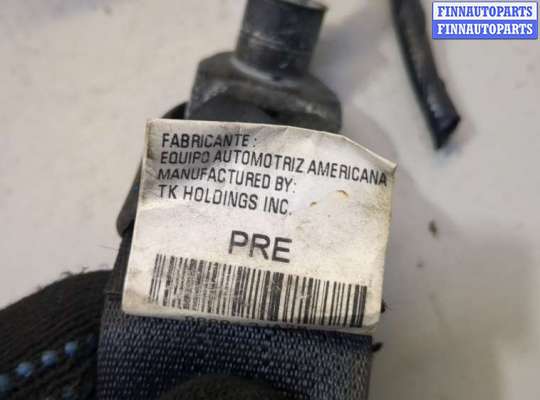 FINNAUTOPARTS
FINNAUTOPARTS
FABRICANTE:
EQUIPO AUTOMOTRIZ AMERICANA
MANUFACTURED BY:
TK HOLDINGS INC.
PRE